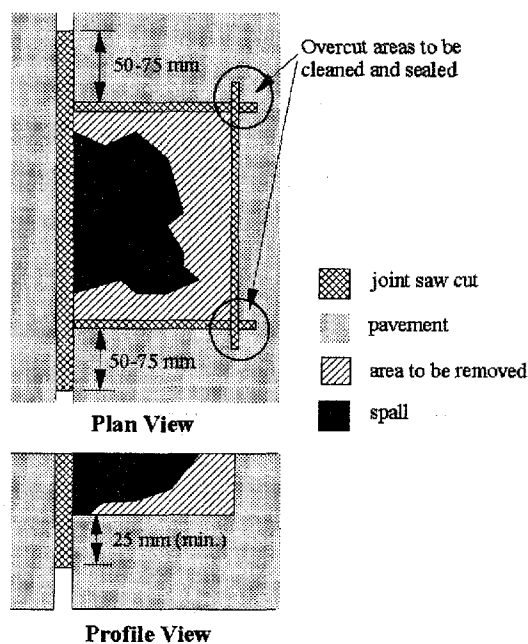 50-75 mm
Overcut areas to be
cleaned and sealed
joint saw cut
pavement
area to be removed
50-75 mm
spall
Plan View
25 mm (min.)
Profile View